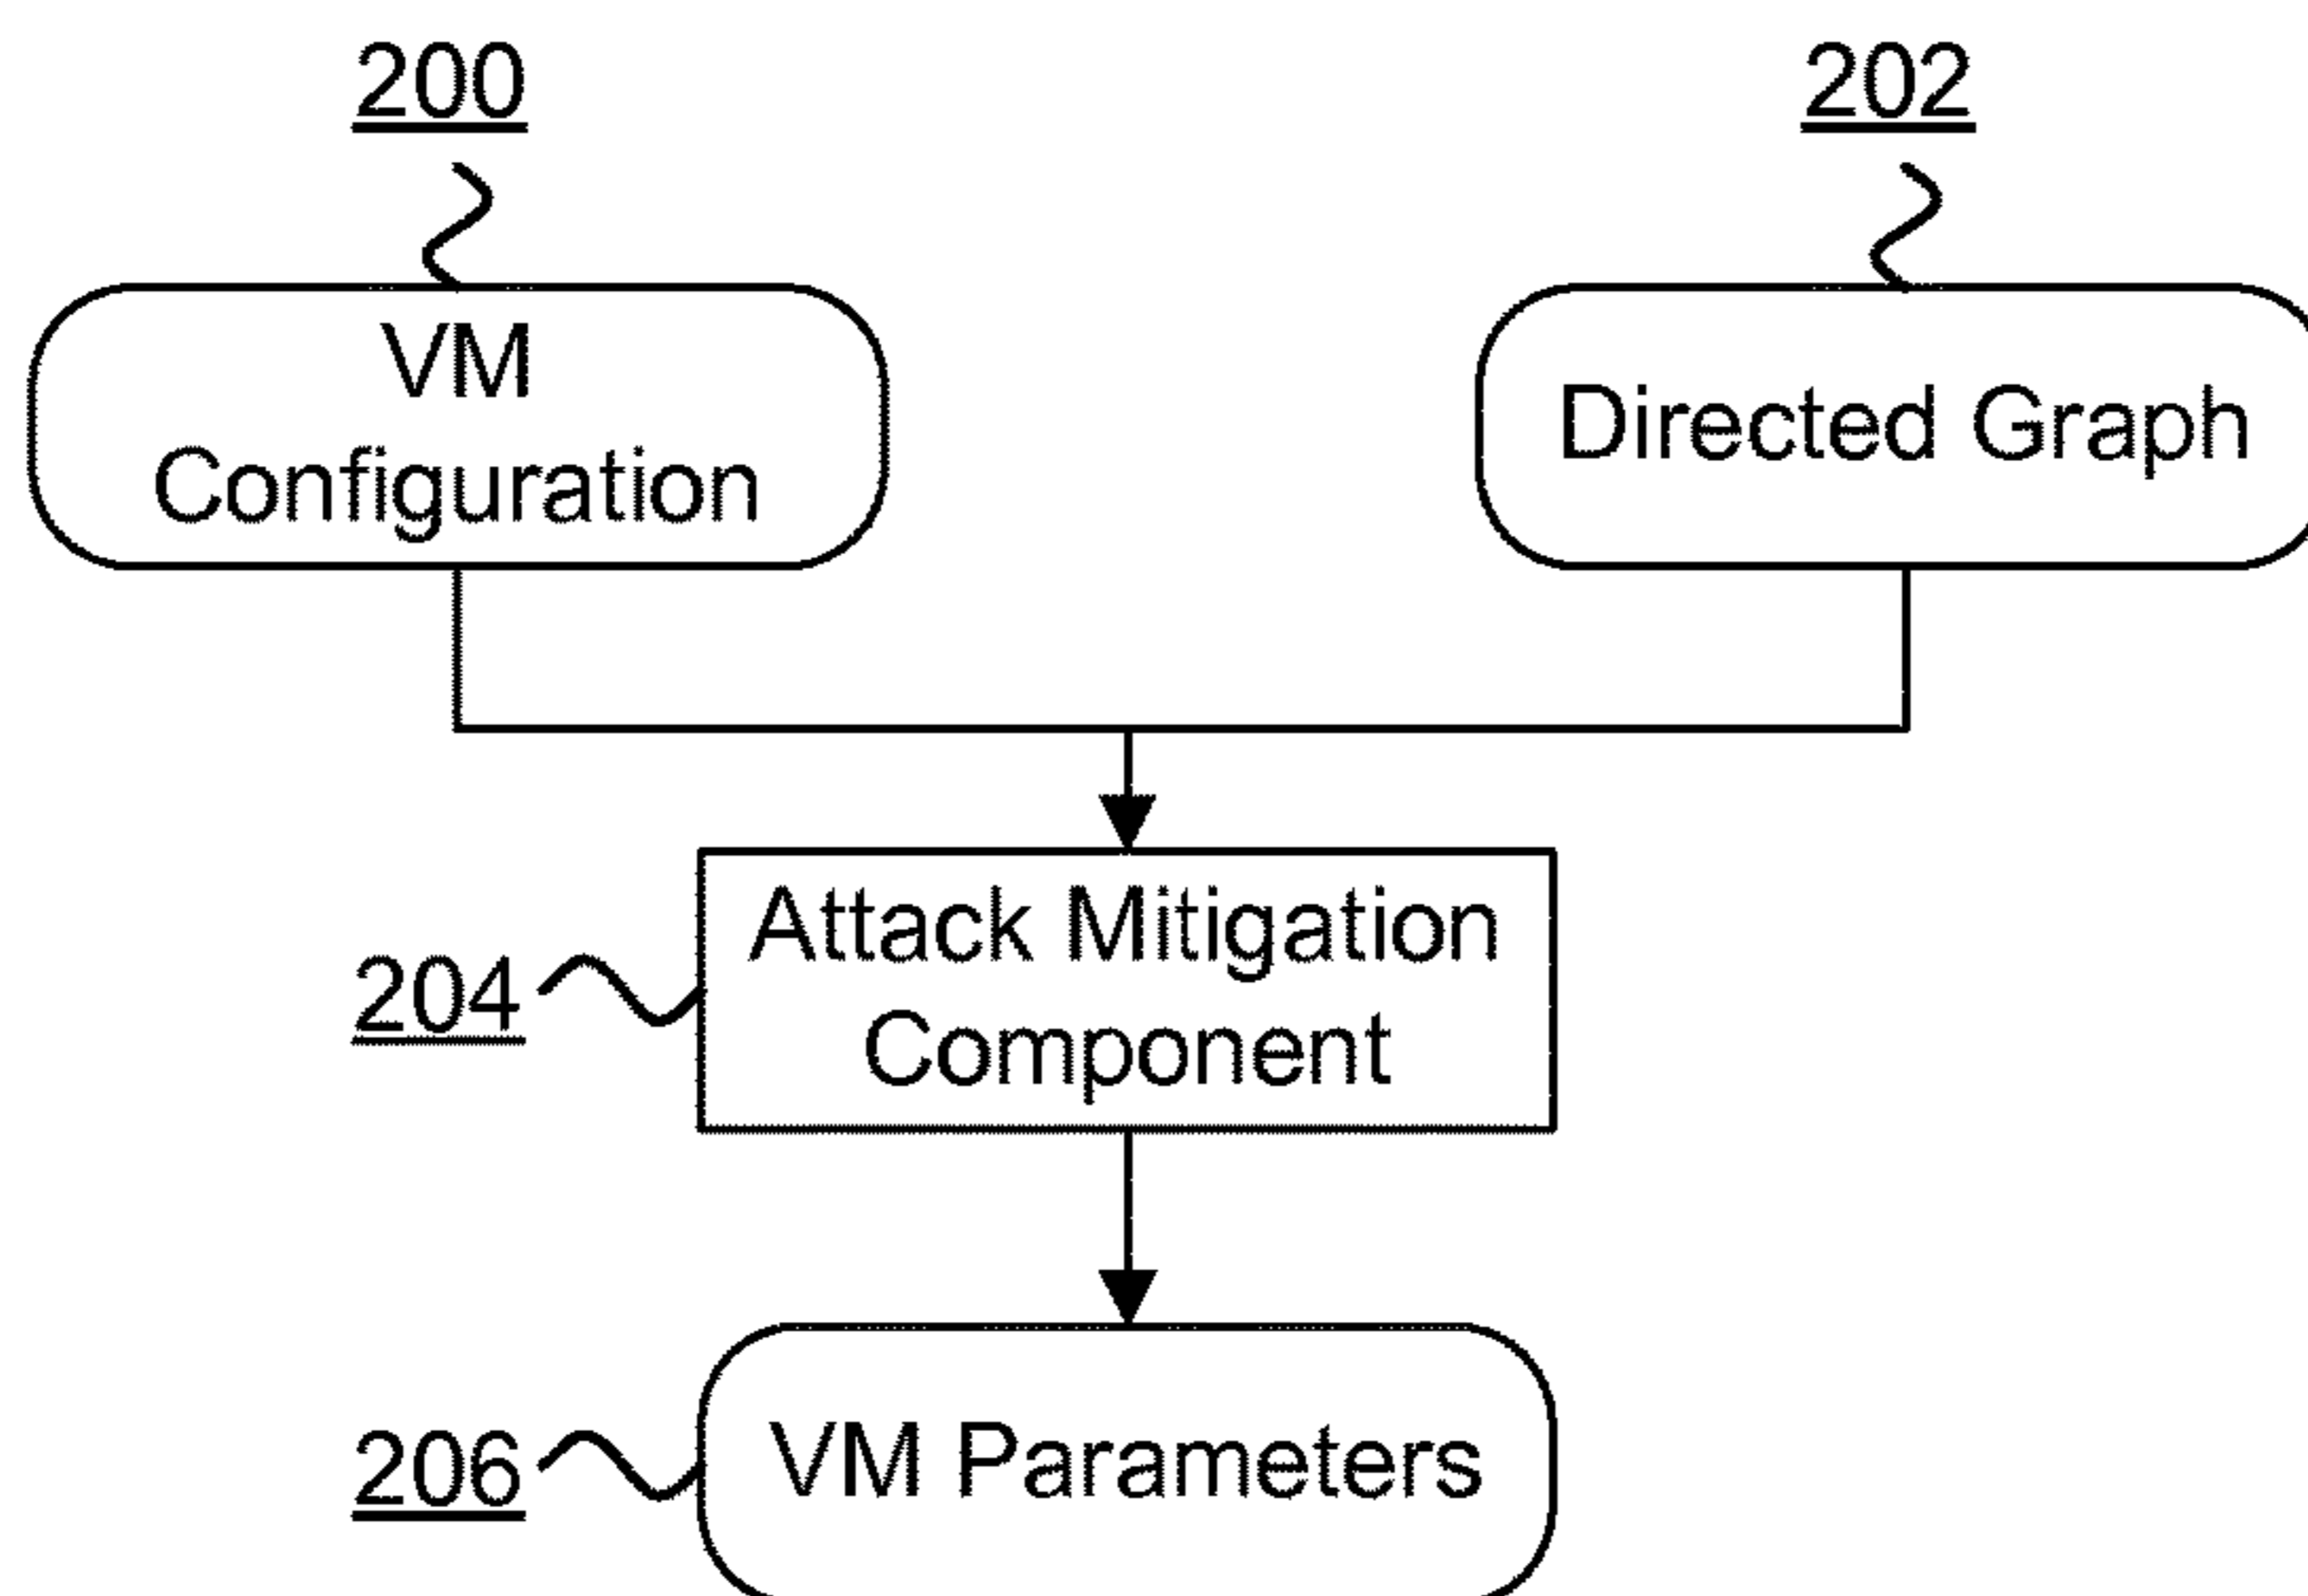 200
202
VM
Configuration
Directed Graph
Attack Mitigation
Component
204
VM Parameters
206